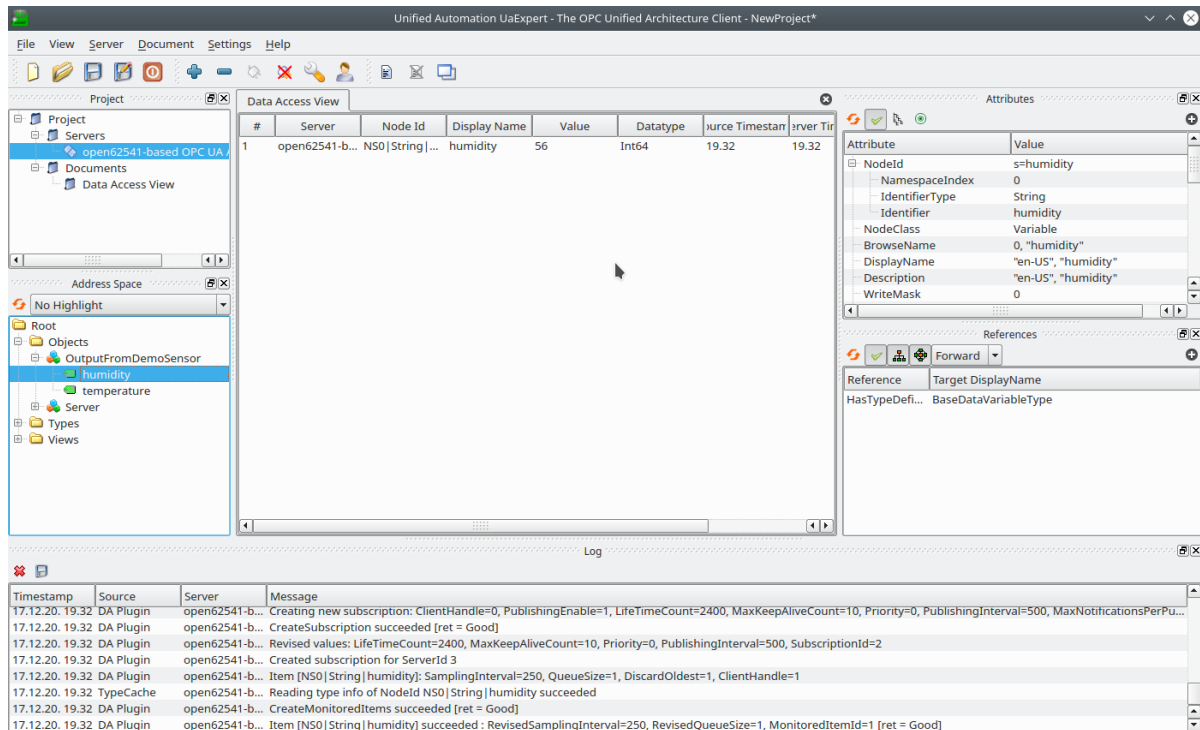 Unified Automation UaExpert - The OPC Unified Architecture Client - NewProject*
File View Server Document Settings Help
Project
Project
Servers
open62541-based OPC UA
Documents
Data Access View
Address Space
No Highlight
Root
Objects
OutputFromDemoSensor
humidity
temperature
Server
Types
Views
Data Access View
# Server Node Id Display Name Value Datatype ource Timestam erver Tim
1 open62541-b... NS0|String|... humidity 56 Int64 19.32 19.32
Attributes
Attribute Value
NodeId s=humidity
NamespaceIndex 0
IdentifierType String
Identifier humidity
NodeClass Variable
BrowseName 0, "humidity"
DisplayName "en-US", "humidity"
Description "en-US", "humidity"
WriteMask 0
References
Forward
Reference Target DisplayName
HasTypeDefi... BaseDataVariableType
Log
Timestamp Source Server Message
17.12.20. 19.32 DA Plugin open62541-b... Creating new subscription: ClientHandle=0, PublishingEnable=1, LifeTimeCount=2400, MaxKeepAliveCount=10, Priority=0, PublishingInterval=500, MaxNotificationsPerPu...
17.12.20. 19.32 DA Plugin open62541-b... CreateSubscription succeeded [ret = Good]
17.12.20. 19.32 DA Plugin open62541-b... Revised values: LifeTimeCount=2400, MaxKeepAliveCount=10, Priority=0, PublishingInterval=500, SubscriptionId=2
17.12.20. 19.32 DA Plugin open62541-b... Created subscription for ServerId 3
17.12.20. 19.32 DA Plugin open62541-b... Item [NS0|String|humidity]: SamplingInterval=250, QueueSize=1, DiscardOldest=1, ClientHandle=1
17.12.20. 19.32 TypeCache open62541-b... Reading type info of NodeId NS0|String|humidity succeeded
17.12.20. 19.32 DA Plugin open62541-b... CreateMonitoredItems succeeded [ret = Good]
17.12.20. 19.32 DA Plugin open62541-b... Item [NS0|String|humidity] succeeded : RevisedSamplingInterval=250, RevisedQueueSize=1, MonitoredItemId=1 [ret = Good]